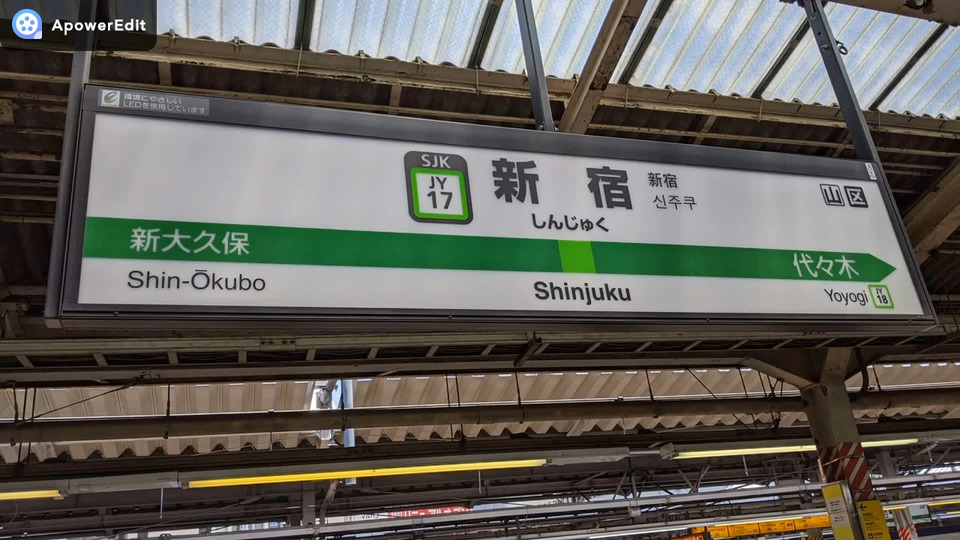 ApowerEdit
環境にやさしい
LEDを使用しています
SJK
JY
17
新宿
しんじゅく
新宿
신주쿠
山 区
新大久保
代々木
Shin-Ōkubo
Shinjuku
Yoyogi
JY
18